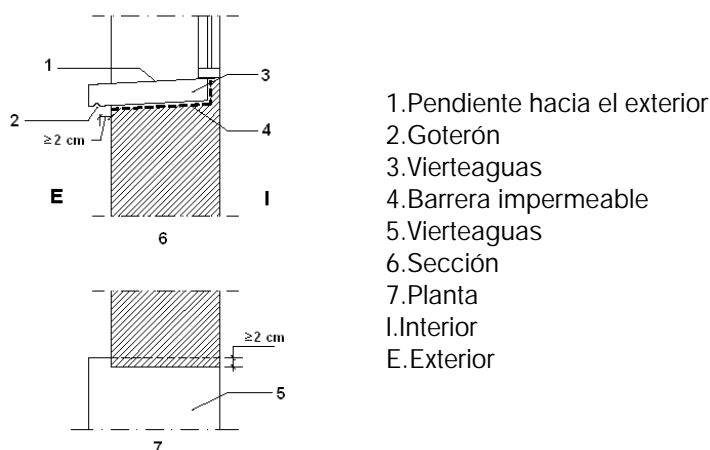 1
3
2
4
≥2 cm
E
I
6
≥2 cm
5
7
1.Pendiente hacia el exterior
2.Goterón
3.Vierteaguas
4.Barrera impermeable
5.Vierteaguas
6.Sección
7.Planta
I.Interior
E.Exterior